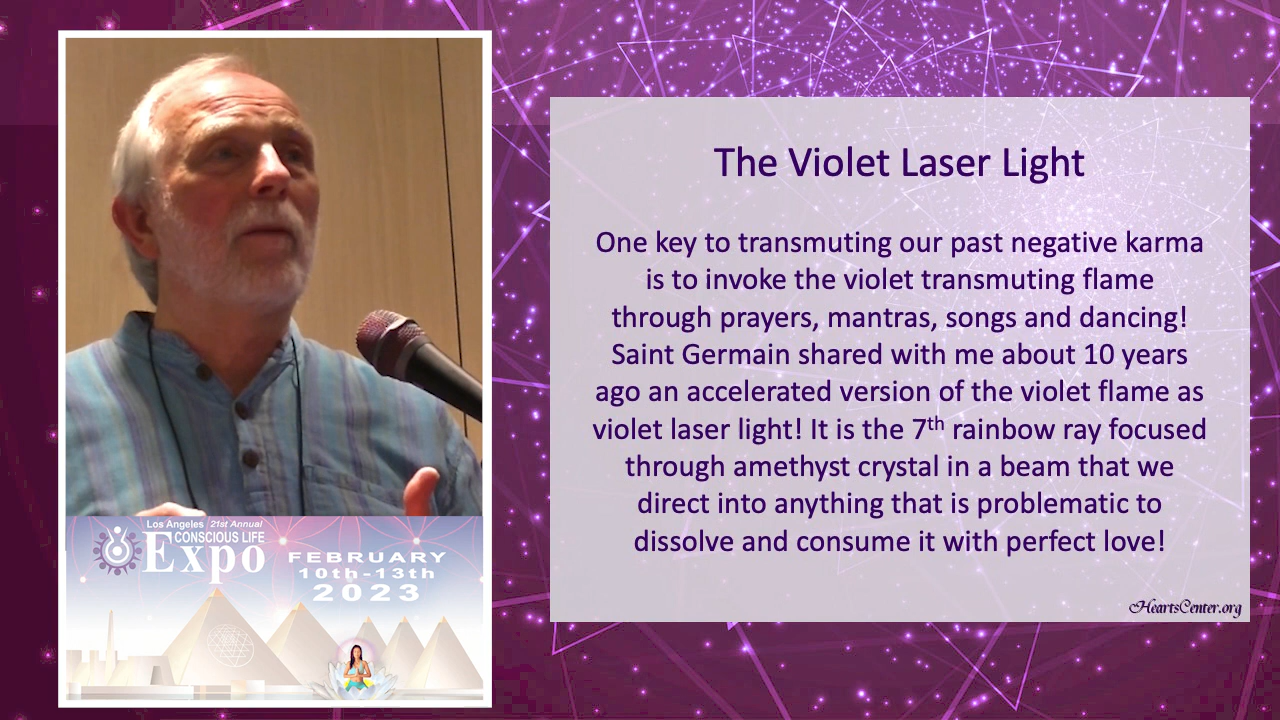 Los Angeles 21st Annual
CONSCIOUS LIFE
Expo
FEBRUARY
10th-13th
2023
The Violet Laser Light
One key to transmuting our past negative karma
is to invoke the violet transmuting flame
through prayers, mantras, songs and dancing!
Saint Germain shared with me about 10 years
ago an accelerated version of the violet flame as
violet laser light! It is the 7th rainbow ray focused
through amethyst crystal in a beam that we
direct into anything that is problematic to
dissolve and consume it with perfect love!
HeartsCenter.org